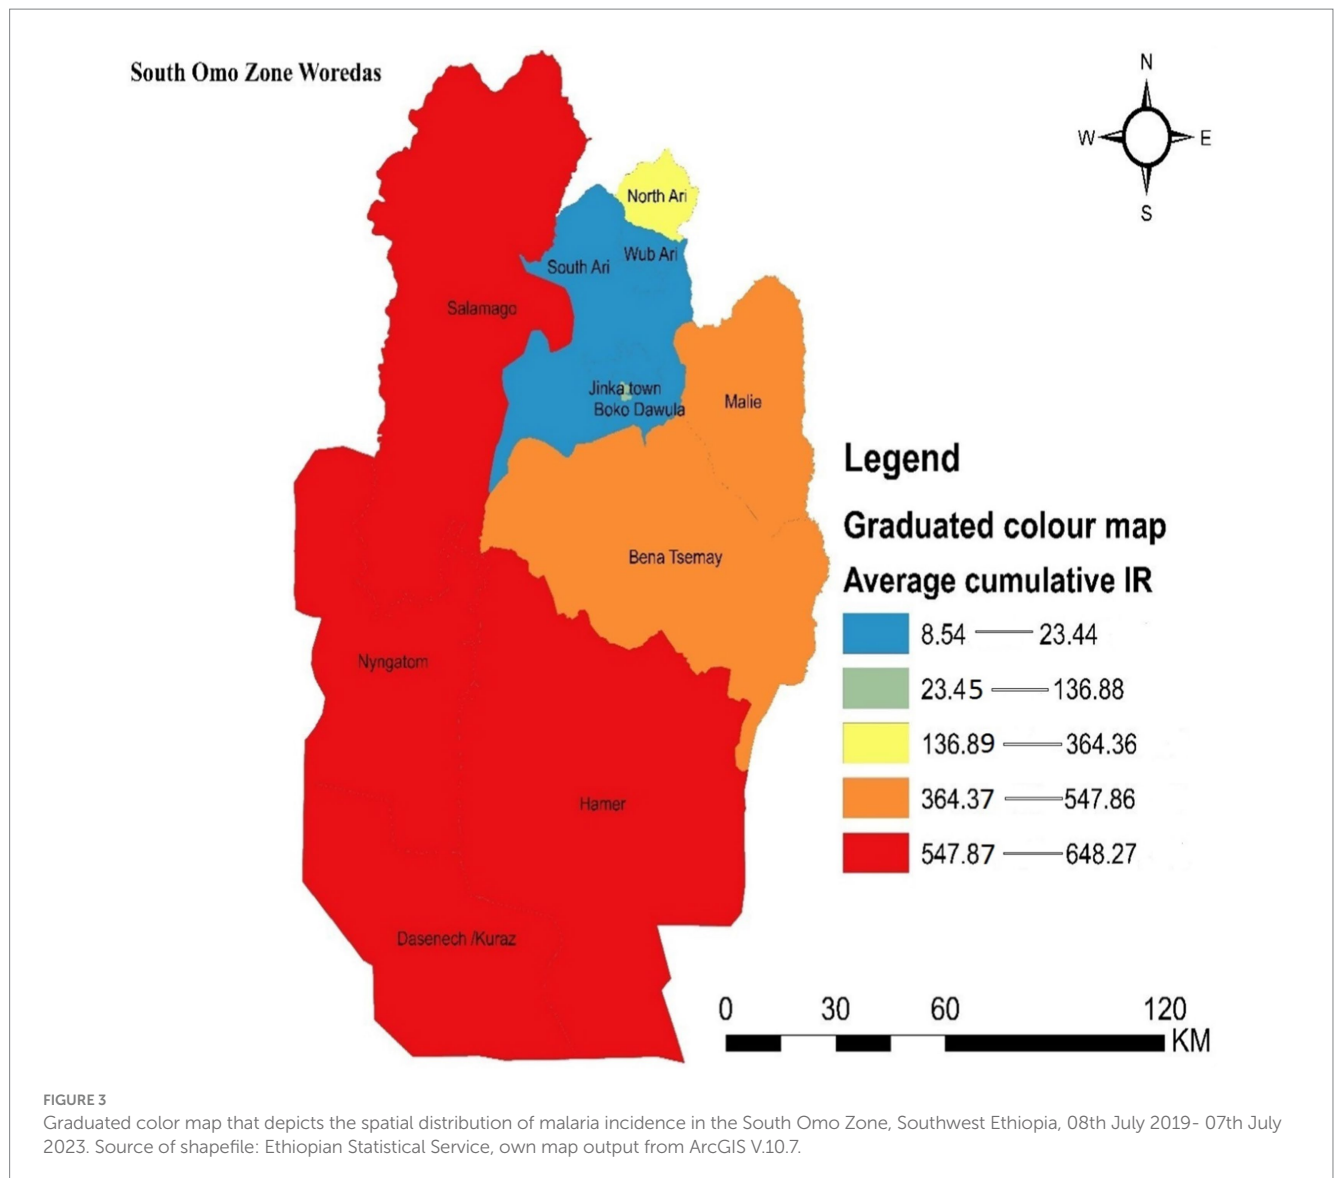 South Omo Zone Woredas
N
W E
S
North Ari
Wub Ari
South Ari
Salamago
Jinka town
Boko Dawula
Malie
Bena Tsemay
Nyngatom
Hamer
Dasenech /Kuraz
Legend
Graduated colour map
Average cumulative IR
8.54 — 23.44
23.45 — 136.88
136.89 — 364.36
364.37 — 547.86
547.87 — 648.27
0 30 60 120
KM
FIGURE 3
Graduated color map that depicts the spatial distribution of malaria incidence in the South Omo Zone, Southwest Ethiopia, 08th July 2019- 07th July
2023. Source of shapefile: Ethiopian Statistical Service, own map output from ArcGIS V.10.7.